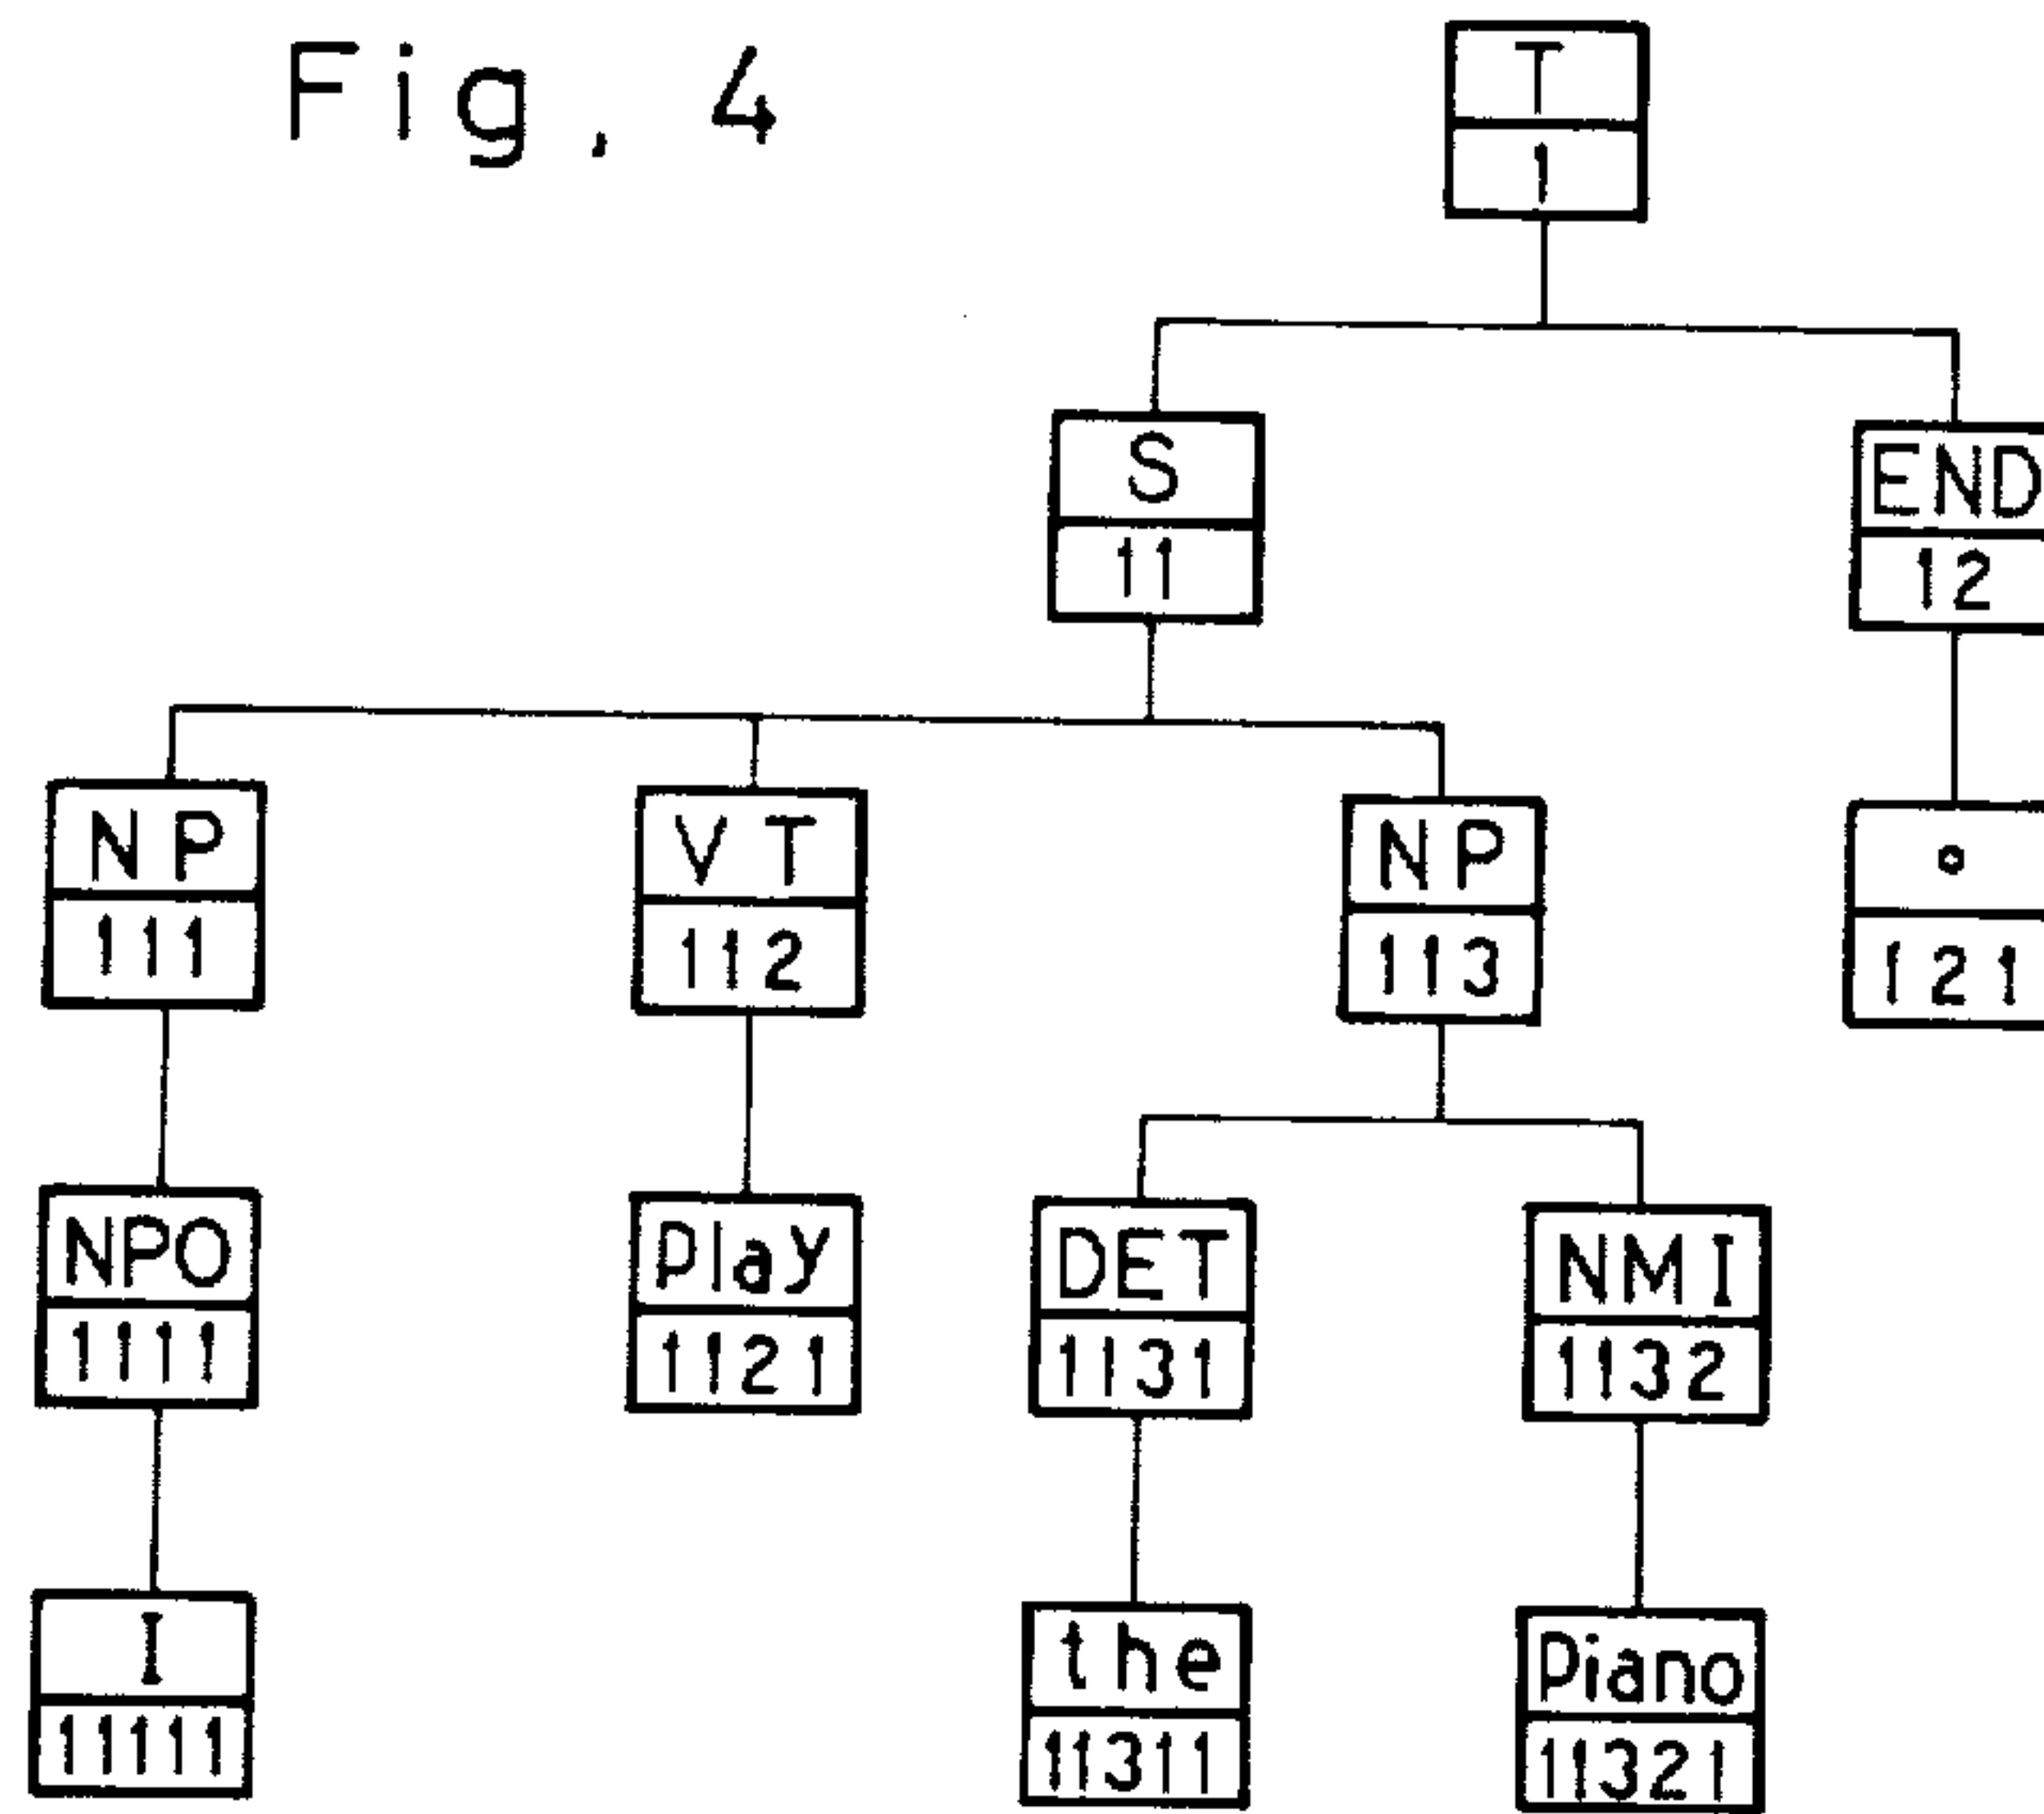 Fig. 4
T
1
S
END
11
12
NP
VT
NP
。
111
112
113
121
NPO
play
DET
NMI
1111
1121
1131
1132
I
the
piano
11111
11311
11321